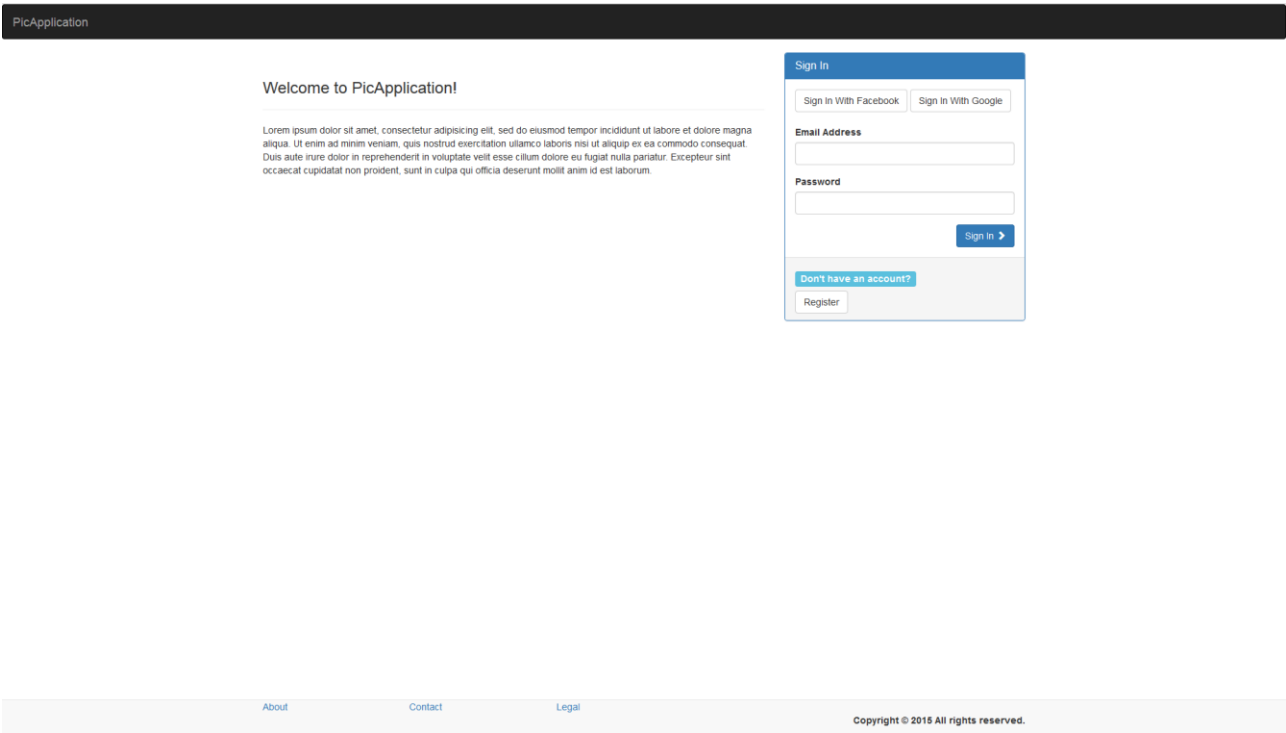 PicApplication
Welcome to PicApplication!
Lorem ipsum dolor sit amet, consectetur adipisicing elit, sed do eiusmod tempor incididunt ut labore et dolore magna
aliqua. Ut enim ad minim veniam, quis nostrud exercitation ullamco laboris nisi ut aliquip ex ea commodo consequat.
Duis aute irure dolor in reprehenderit in voluptate velit esse cillum dolore eu fugiat nulla pariatur. Excepteur sint
occaecat cupidatat non proident, sunt in culpa qui officia deserunt mollit anim id est laborum.
Sign In
Sign In With Facebook Sign In With Google
Email Address
Password
Sign In
Don't have an account?
Register
About Contact Legal
Copyright © 2015 All rights reserved.